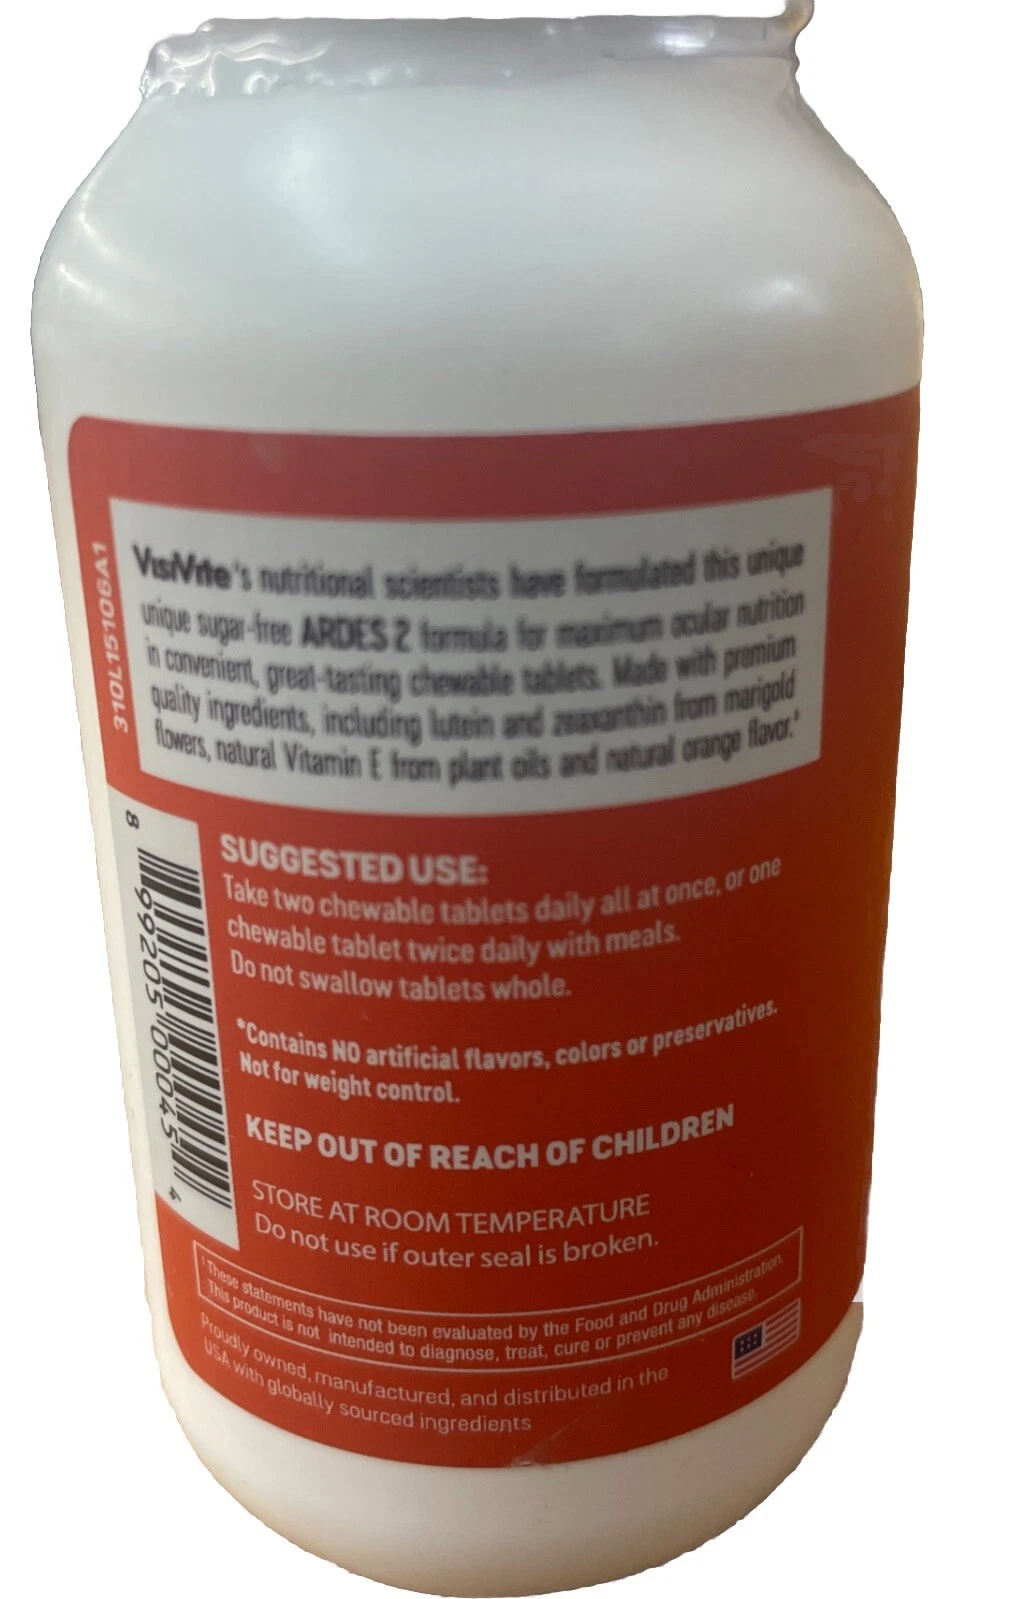 VisiVite's nutritional scientists have formulated this unique
unique sugar-free AREDS 2 formula for maximum ocular nutrition
in convenient, great-tasting chewable tablets. Made with premium
quality ingredients, including lutein and zeaxanthin from marigold
flowers, natural Vitamin E from plant oils and natural orange flavor.*
310L15106A1
8 99205 00045 4
SUGGESTED USE:
Take two chewable tablets daily all at once, or one
chewable tablet twice daily with meals.
Do not swallow tablets whole.
*Contains NO artificial flavors, colors or preservatives.
Not for weight control.
KEEP OUT OF REACH OF CHILDREN
STORE AT ROOM TEMPERATURE
Do not use if outer seal is broken.
¹ These statements have not been evaluated by the Food and Drug Administration.
This product is not intended to diagnose, treat, cure or prevent any disease.
Proudly owned, manufactured, and distributed in the
USA with globally sourced ingredients